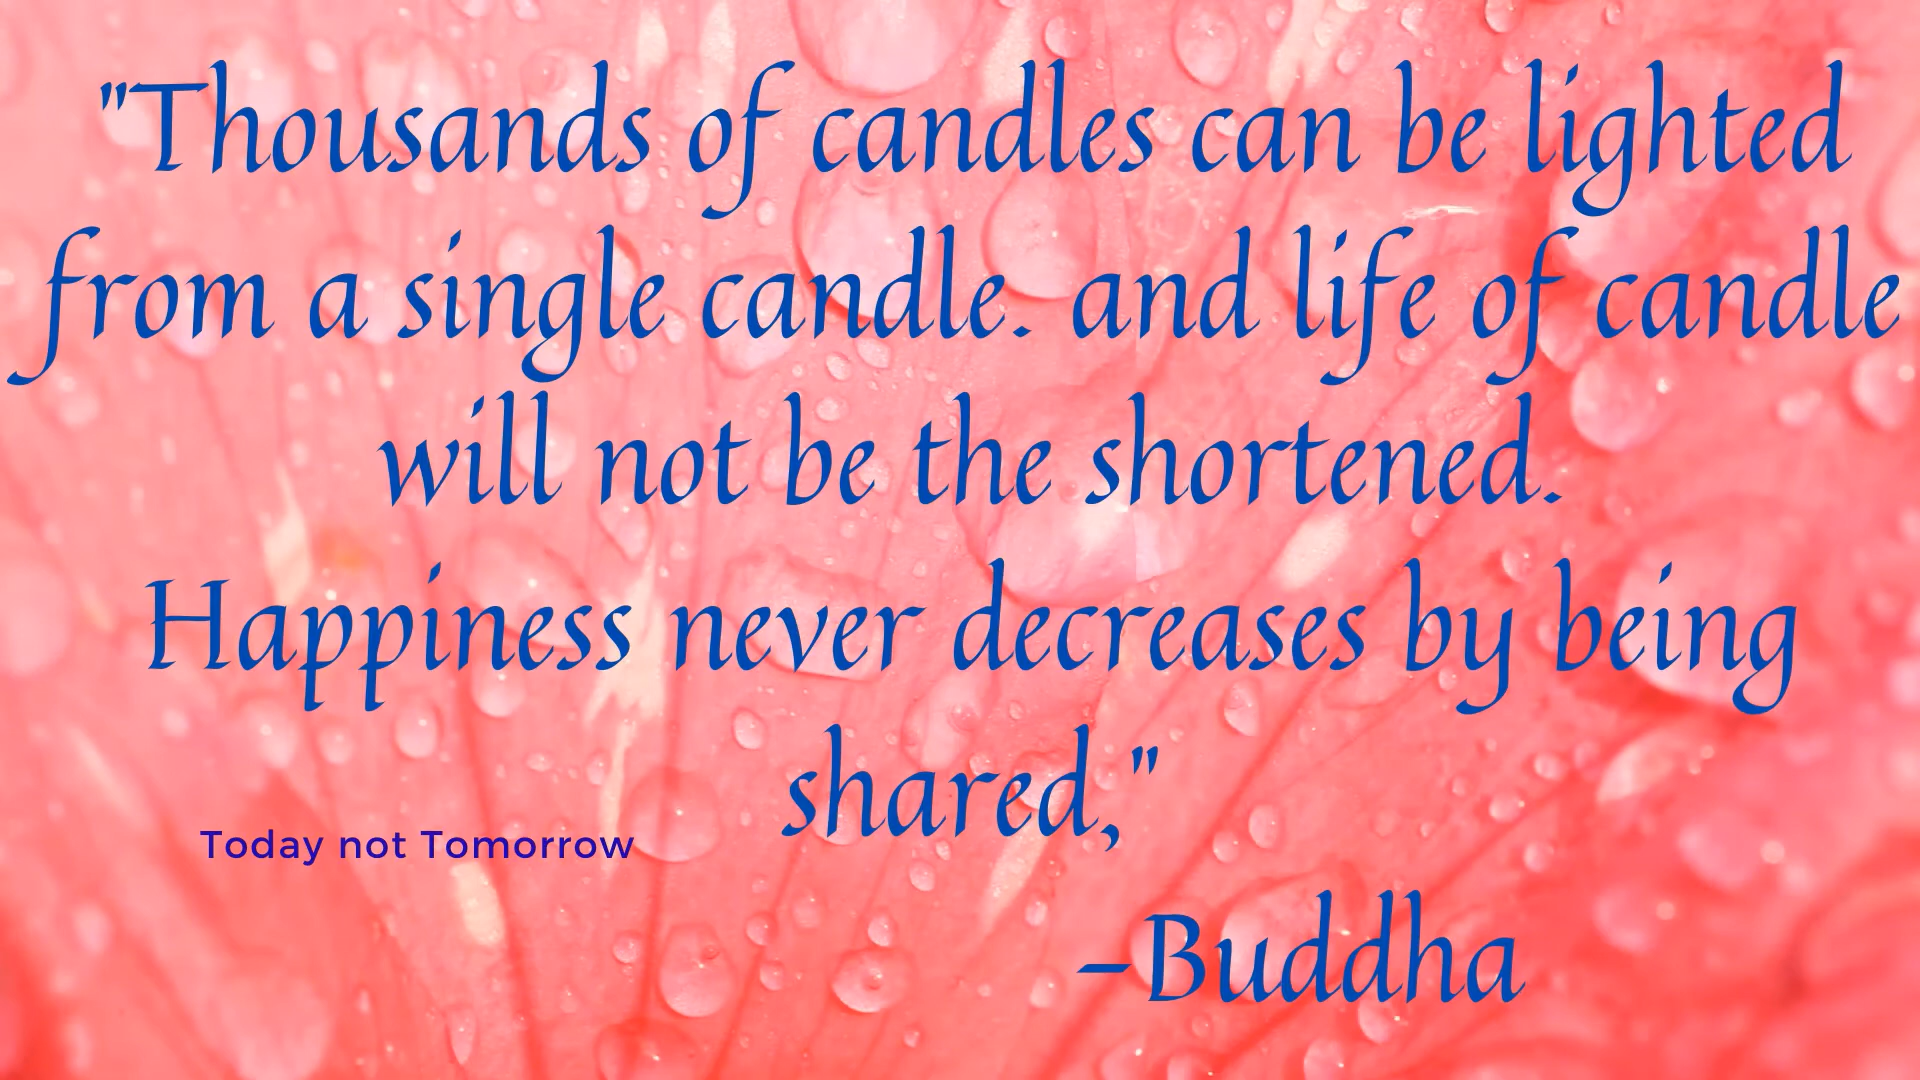 "Thousands of candles can be lighted
from a single candle. and life of candle
will not be the shortened.
Happiness never decreases by being
shared,"
Today not Tomorrow
–Buddha